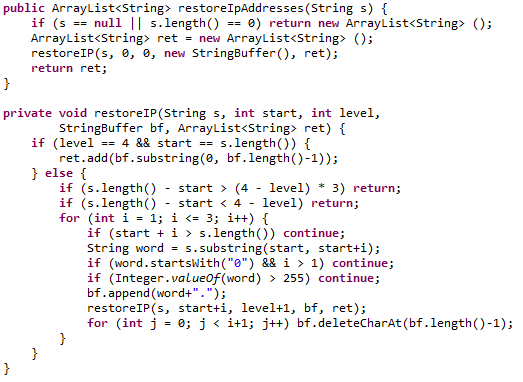 public ArrayList<String> restoreIpAddresses(String s) {
    if (s == null || s.length() == 0) return new ArrayList<String> ();
    ArrayList<String> ret = new ArrayList<String> ();
    restoreIP(s, 0, 0, new StringBuffer(), ret);
    return ret;
}

private void restoreIP(String s, int start, int level,
        StringBuffer bf, ArrayList<String> ret) {
    if (level == 4 && start == s.length()) {
        ret.add(bf.substring(0, bf.length()-1));
    } else {
        if (s.length() - start > (4 - level) * 3) return;
        if (s.length() - start < 4 - level) return;
        for (int i = 1; i <= 3; i++) {
            if (start + i > s.length()) continue;
            String word = s.substring(start, start+i);
            if (word.startsWith("0") && i > 1) continue;
            if (Integer.valueOf(word) > 255) continue;
            bf.append(word+".");
            restoreIP(s, start+i, level+1, bf, ret);
            for (int j = 0; j < i+1; j++) bf.deleteCharAt(bf.length()-1);
        }
    }
}